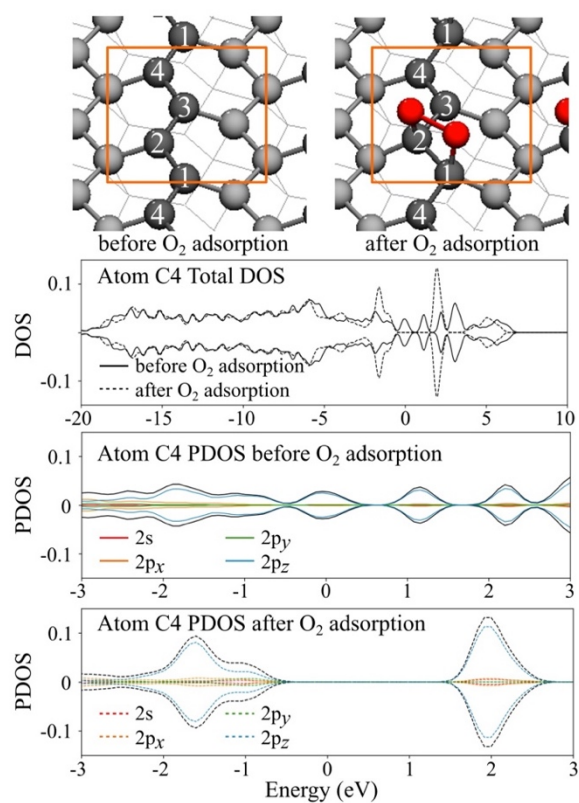 1 1
4 4
3 3
2 2
1 1
4 4
before O₂ adsorption after O₂ adsorption
Atom C4 Total DOS
DOS
0.1
-0.1
before O₂ adsorption
after O₂ adsorption
-20 -15 -10 -5 0 5 10
Atom C4 PDOS before O₂ adsorption
PDOS
0.1
0
-0.1
2s 2py
2px 2pz
-3 -2 -1 0 1 2 3
Atom C4 PDOS after O₂ adsorption
PDOS
0.1
0
-0.1
2s 2py
2px 2pz
-3 -2 -1 0 1 2 3
Energy (eV)